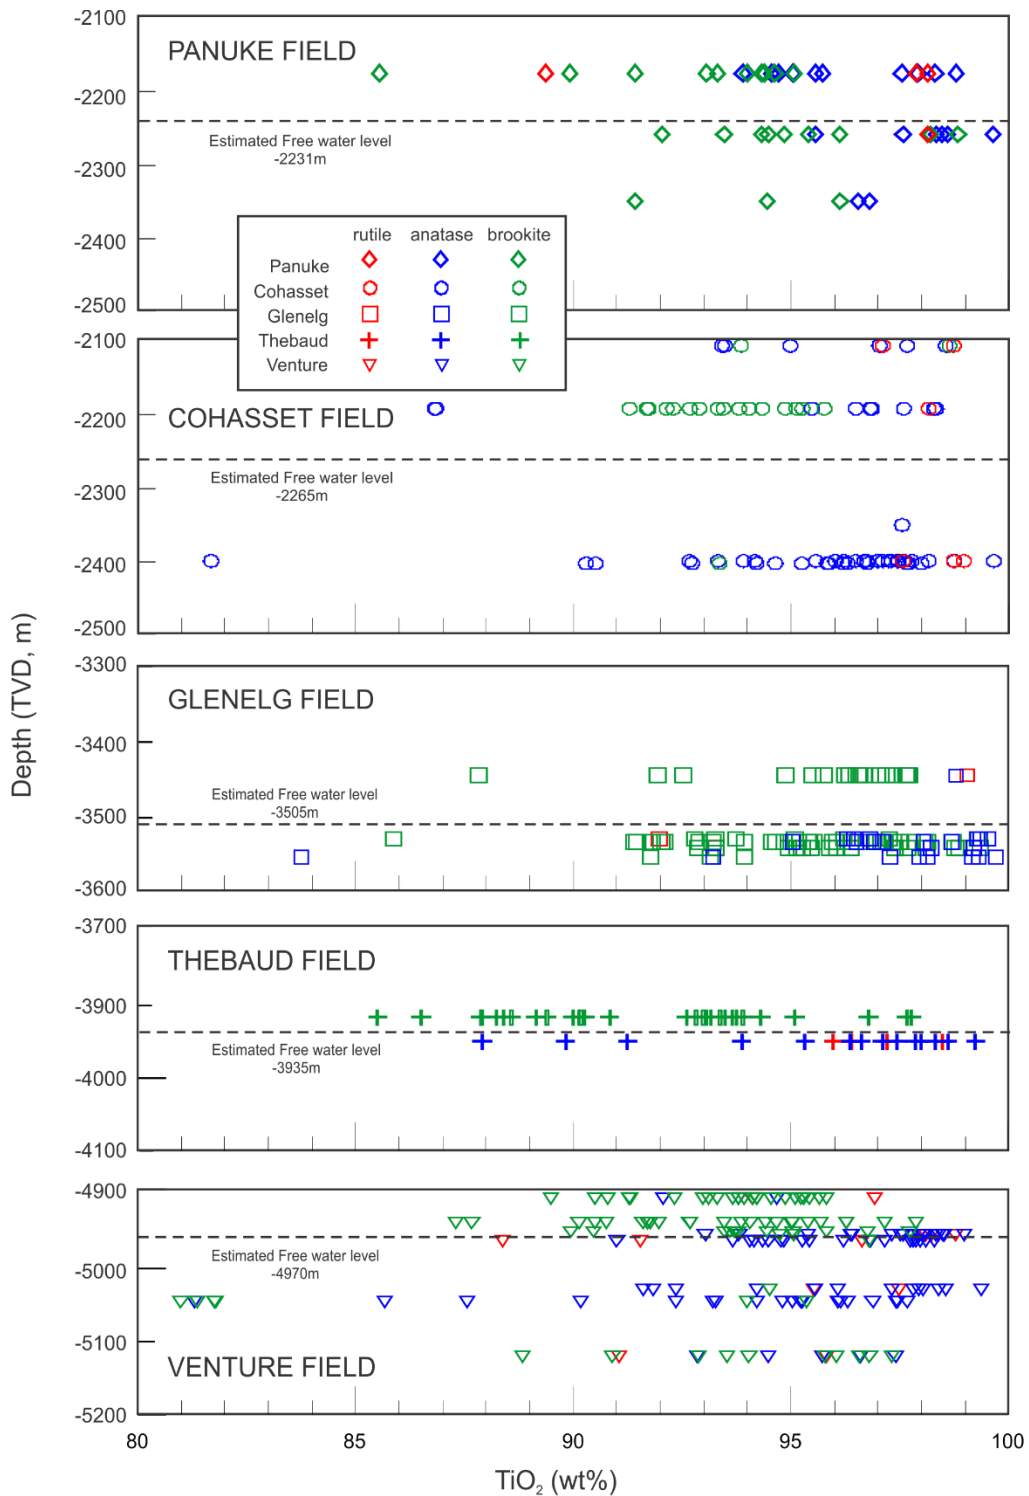 -2100
PANUKE FIELD
-2200
Estimated Free water level
-2231m
-2300
-2400
-2500
rutile anatase brookite
Panuke
Cohasset
Glenelg
Thebaud
Venture
-2100
COHASSET FIELD
-2200
Estimated Free water level
-2265m
-2300
-2400
-2500
Depth (TVD, m)
-3300
GLENELG FIELD
-3400
Estimated Free water level
-3505m
-3500
-3600
-3700
THEBAUD FIELD
-3900
Estimated Free water level
-3935m
-4000
-4100
-4900
Estimated Free water level
-4970m
-5000
-5100
VENTURE FIELD
-5200
80 85 90 95 100
TiO₂ (wt%)